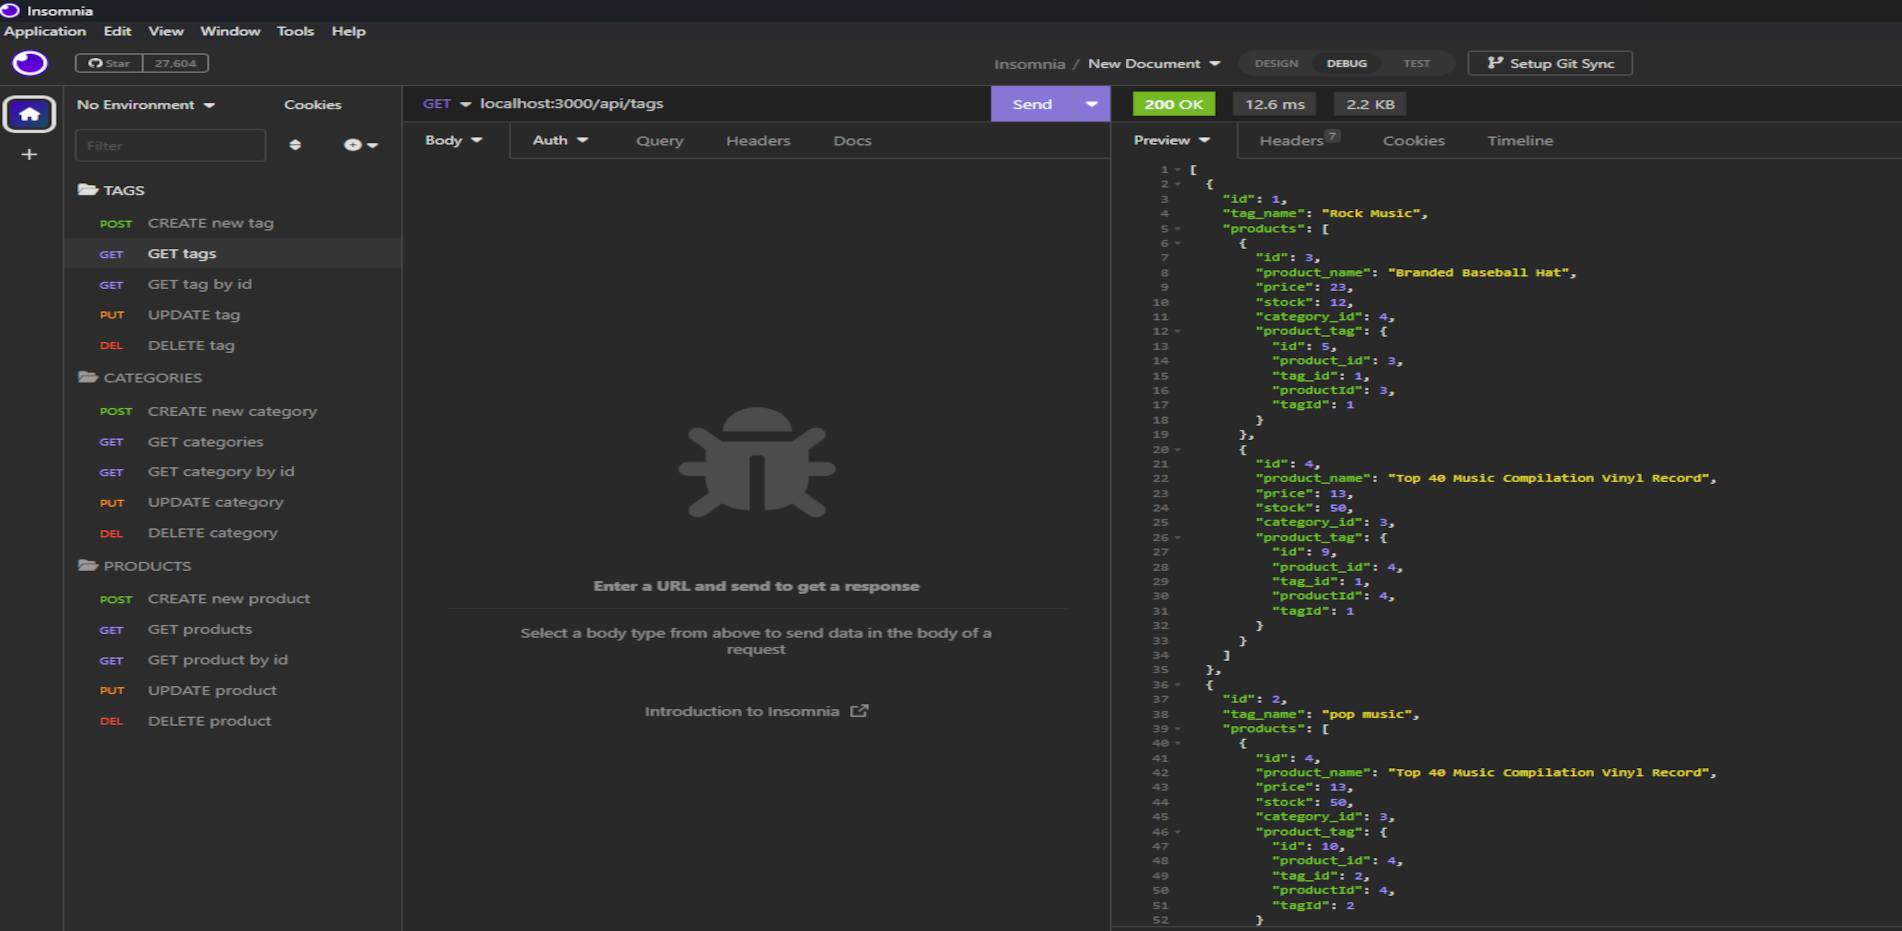 Insomnia
Application Edit View Window Tools Help
Star 27,604
Insomnia / New Document
DESIGN DEBUG TEST
Setup Git Sync
No Environment Cookies
Filter
TAGS
POST CREATE new tag
GET GET tags
GET GET tag by id
PUT UPDATE tag
DEL DELETE tag
CATEGORIES
POST CREATE new category
GET GET categories
GET GET category by id
PUT UPDATE category
DEL DELETE category
PRODUCTS
POST CREATE new product
GET GET products
GET GET product by id
PUT UPDATE product
DEL DELETE product
GET localhost:3000/api/tags Send
Body Auth Query Headers Docs
Enter a URL and send to get a response
Select a body type from above to send data in the body of a
request
Introduction to Insomnia
200 OK 12.6 ms 2.2 KB
Preview Headers 7 Cookies Timeline
1 [
2 {
3 "id": 1,
4 "tag_name": "Rock Music",
5 "products": [
6 {
7 "id": 3,
8 "product_name": "Branded Baseball Hat",
9 "price": 23,
10 "stock": 12,
11 "category_id": 4,
12 "product_tag": {
13 "id": 5,
14 "product_id": 3,
15 "tag_id": 1,
16 "productId": 3,
17 "tagId": 1
18 }
19 },
20 {
21 "id": 4,
22 "product_name": "Top 40 Music Compilation Vinyl Record",
23 "price": 13,
24 "stock": 50,
25 "category_id": 3,
26 "product_tag": {
27 "id": 9,
28 "product_id": 4,
29 "tag_id": 1,
30 "productId": 4,
31 "tagId": 1
32 }
33 }
34 ]
35 },
36 {
37 "id": 2,
38 "tag_name": "pop music",
39 "products": [
40 {
41 "id": 4,
42 "product_name": "Top 40 Music Compilation Vinyl Record",
43 "price": 13,
44 "stock": 50,
45 "category_id": 3,
46 "product_tag": {
47 "id": 10,
48 "product_id": 4,
49 "tag_id": 2,
50 "productId": 4,
51 "tagId": 2
52 }